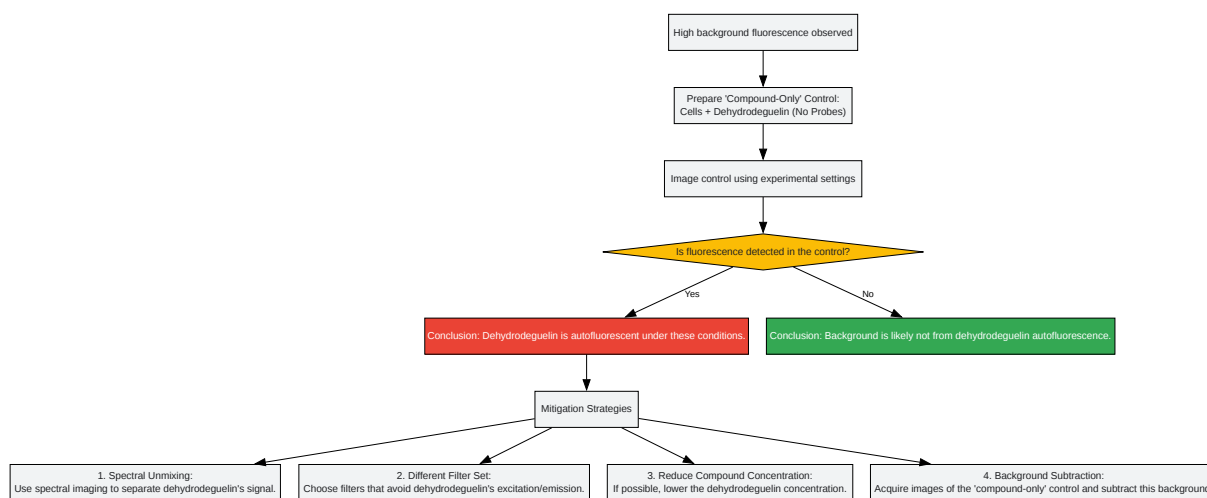 High background fluorescence observed
Prepare 'Compound-Only' Control:
Cells + Dehydrodeguelin (No Probes)
Image control using experimental settings
Is fluorescence detected in the control?
Yes
No
Conclusion: Dehydrodeguelin is autofluorescent under these conditions.
Conclusion: Background is likely not from dehydrodeguelin autofluorescence.
Mitigation Strategies
1. Spectral Unmixing:
Use spectral imaging to separate dehydrodeguelin's signal.
2. Different Filter Set:
Choose filters that avoid dehydrodeguelin's excitation/emission.
3. Reduce Compound Concentration:
If possible, lower the dehydrodeguelin concentration.
4. Background Subtraction:
Acquire images of the 'compound-only' control and subtract this background